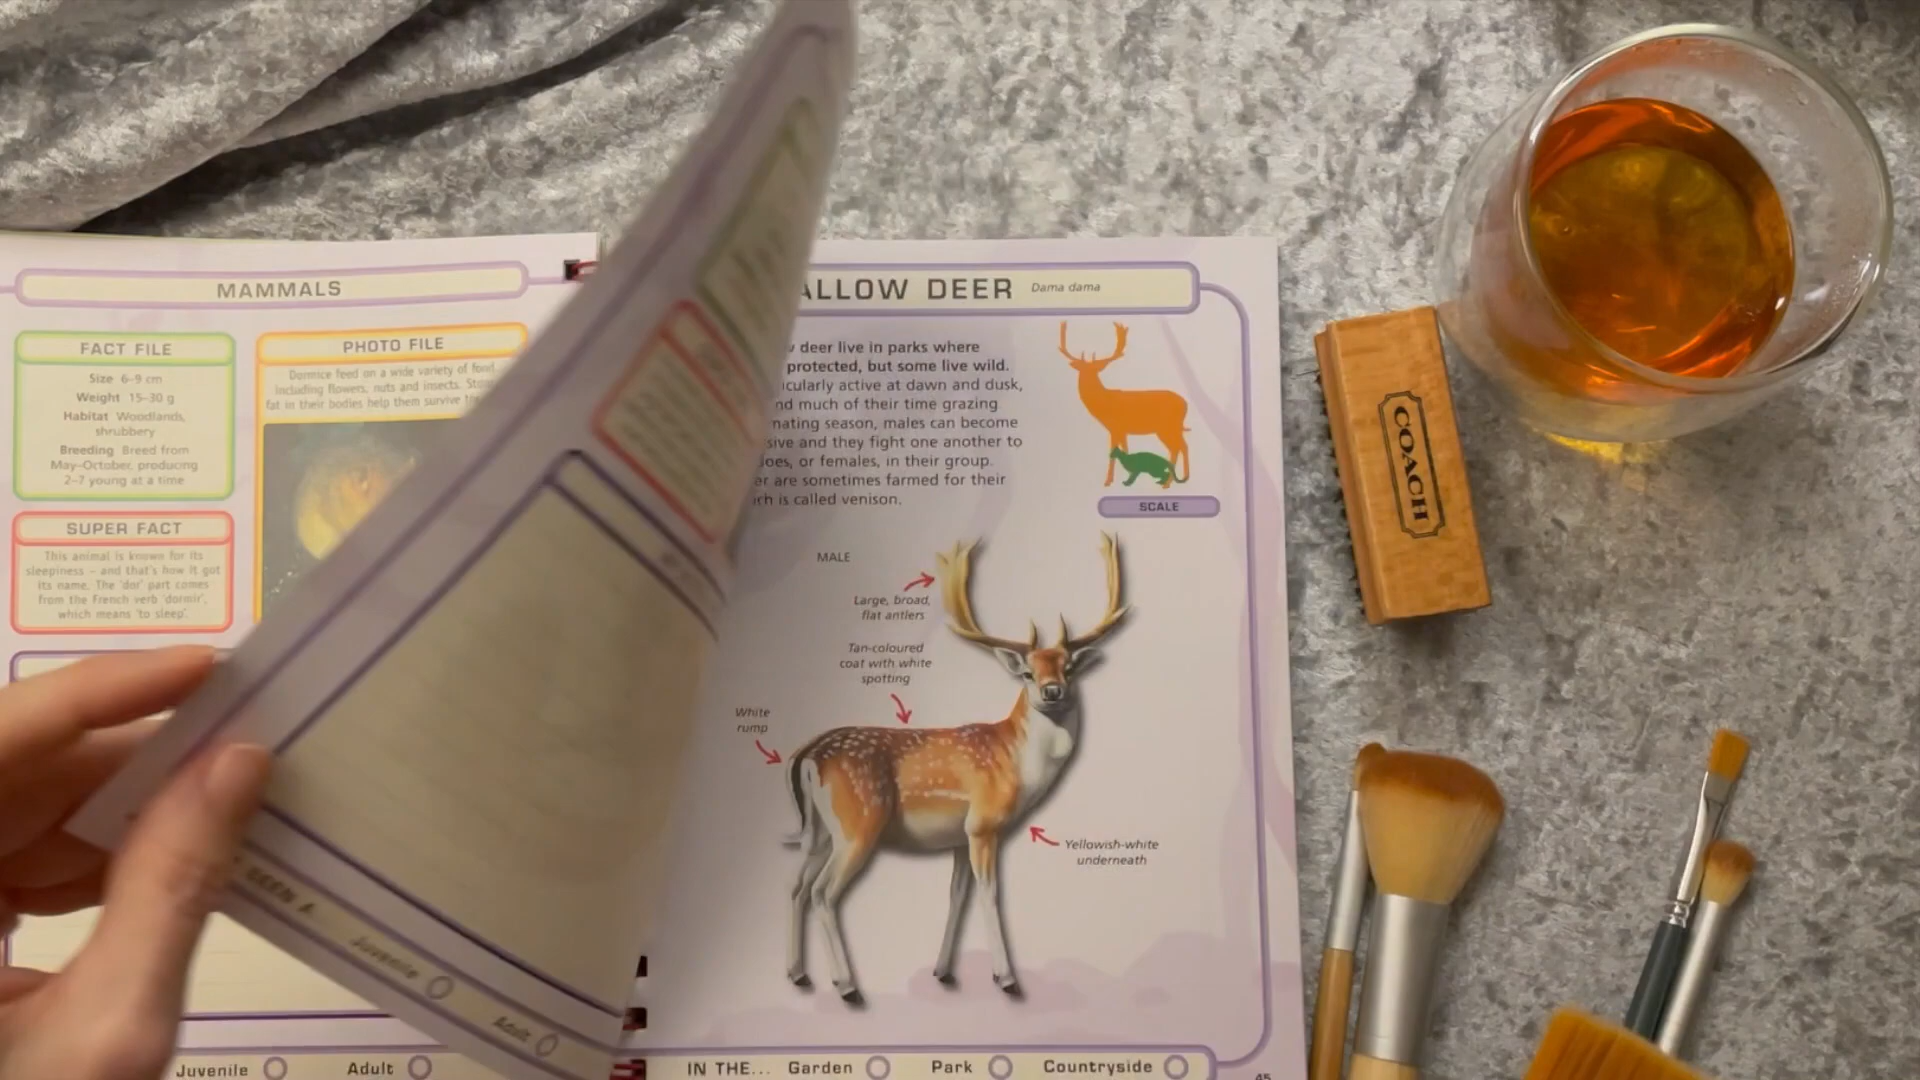 MAMMALS
FACT FILE
Size 6–9 cm
Weight 15–30 g
Habitat Woodlands,
shrubbery
Breeding Breed from
May–October, producing
2–7 young at a time
SUPER FACT
This animal is known for its
sleepiness – and that's how it got
its name. The 'dor' part comes
from the French verb 'dormir',
which means 'to sleep'.
PHOTO FILE
Dormice feed on a wide variety of food
including flowers, nuts and insects.
fat in their bodies help them survive
Juvenile
Adult
SEEN A
Juvenile
Adult
ALLOW DEER Dama dama
deer live in parks where
protected, but some live wild.
icularly active at dawn and dusk,
nd much of their time grazing
mating season, males can become
sive and they fight one another to
oes, or females, in their group.
er are sometimes farmed for their
ch is called venison.
SCALE
MALE
Large, broad,
flat antlers
Tan-coloured
coat with white
spotting
White
rump
Yellowish-white
underneath
IN THE... Garden Park Countryside
45
COACH